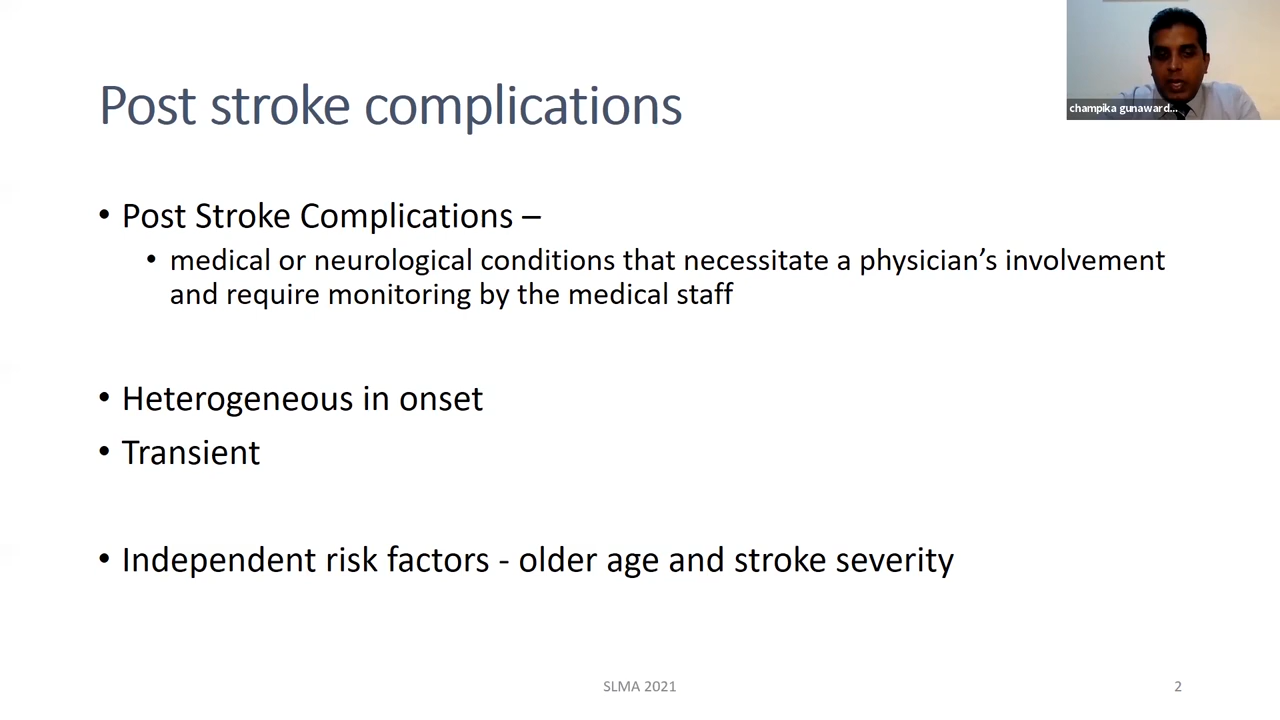 champika gunaward...
Post stroke complications
• Post Stroke Complications –
• medical or neurological conditions that necessitate a physician’s involvement
and require monitoring by the medical staff
• Heterogeneous in onset
• Transient
• Independent risk factors - older age and stroke severity
SLMA 2021
2